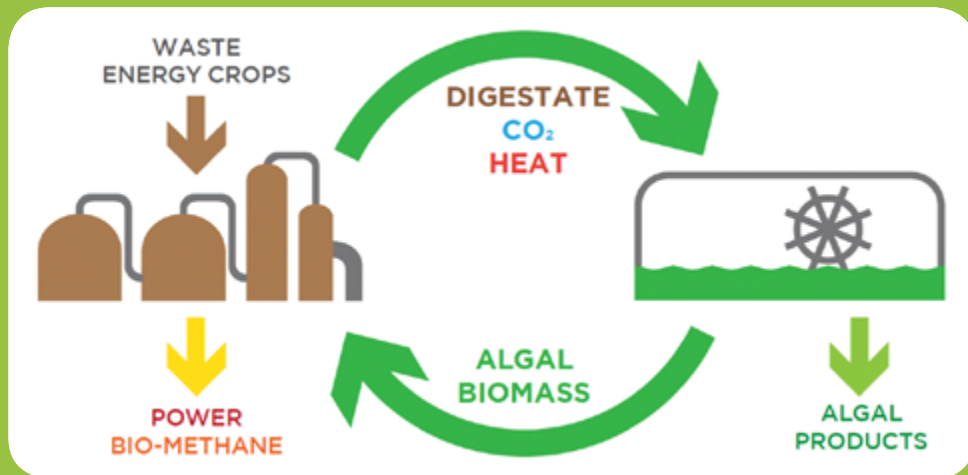 WASTE
ENERGY CROPS
DIGESTATE
CO₂
HEAT
ALGAL
BIOMASS
POWER
BIO-METHANE
ALGAL
PRODUCTS